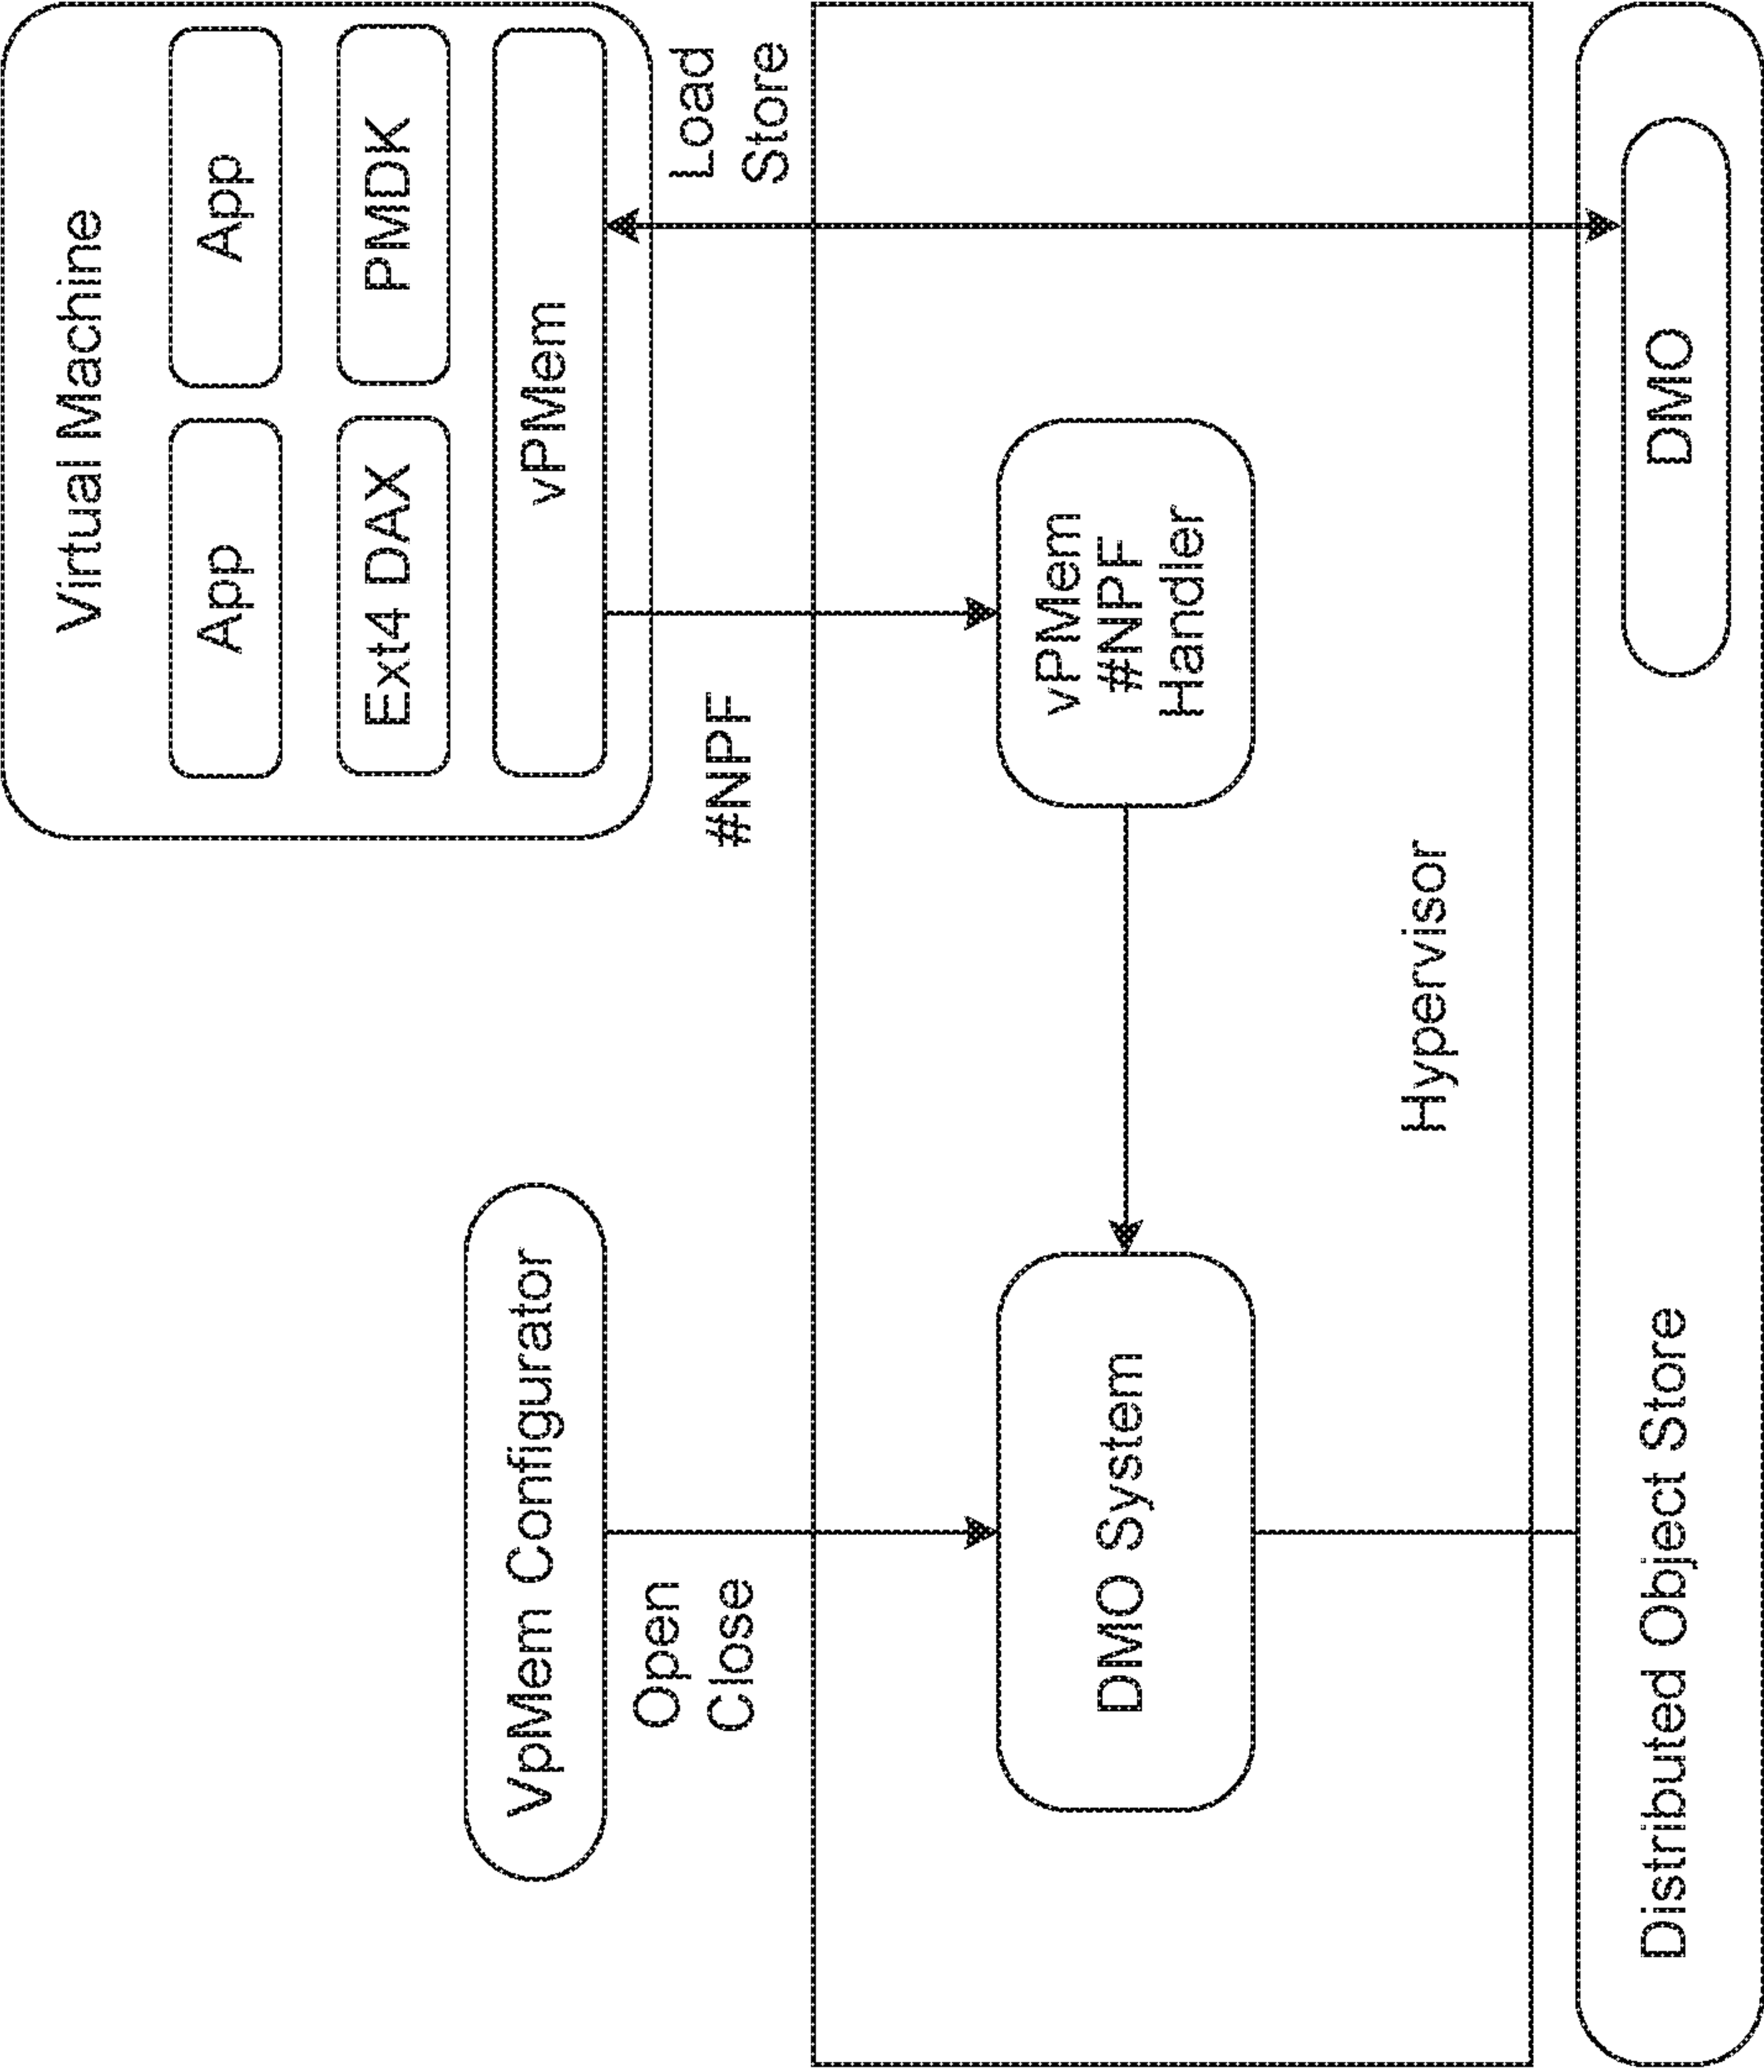 Virtual Machine
App
App
Ext4 DAX
PMDK
vPMem
VpMem Configurator
Open
Close
#NPF
Load
Store
DMO System
vPMem
#NPF
Handler
Hypervisor
Distributed Object Store
DMO